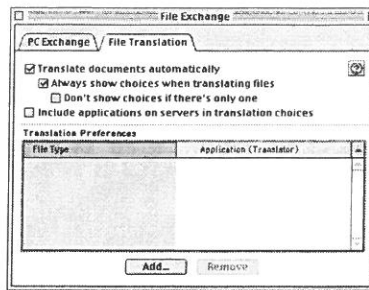 File Exchange
PC Exchange File Translation
Translate documents automatically
Always show choices when translating files
Don't show choices if there's only one
Include applications on servers in translation choices
Translation Preferences
File Type Application (Translator)
Add... Remove